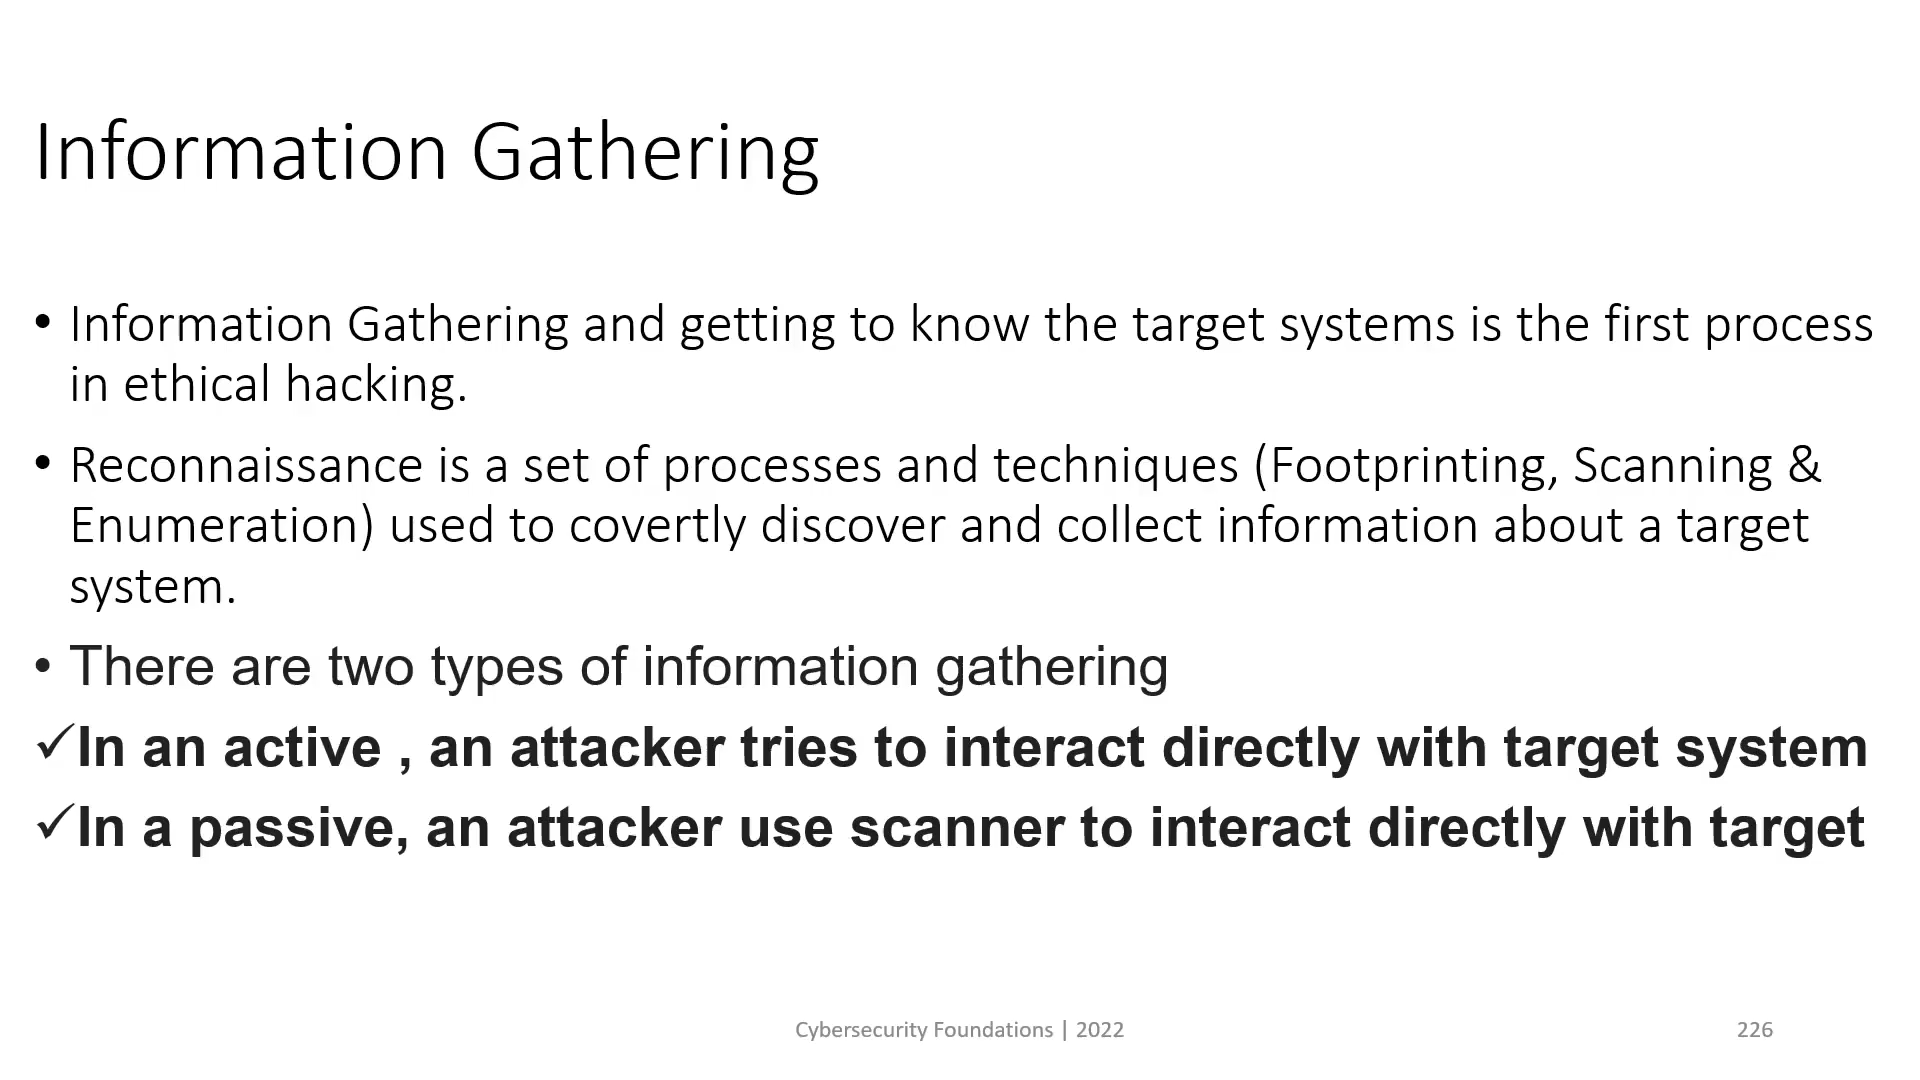 Information Gathering
• Information Gathering and getting to know the target systems is the first process
in ethical hacking.
• Reconnaissance is a set of processes and techniques (Footprinting, Scanning &
Enumeration) used to covertly discover and collect information about a target
system.
• There are two types of information gathering
✓In an active , an attacker tries to interact directly with target system
✓In a passive, an attacker use scanner to interact directly with target
Cybersecurity Foundations | 2022
226